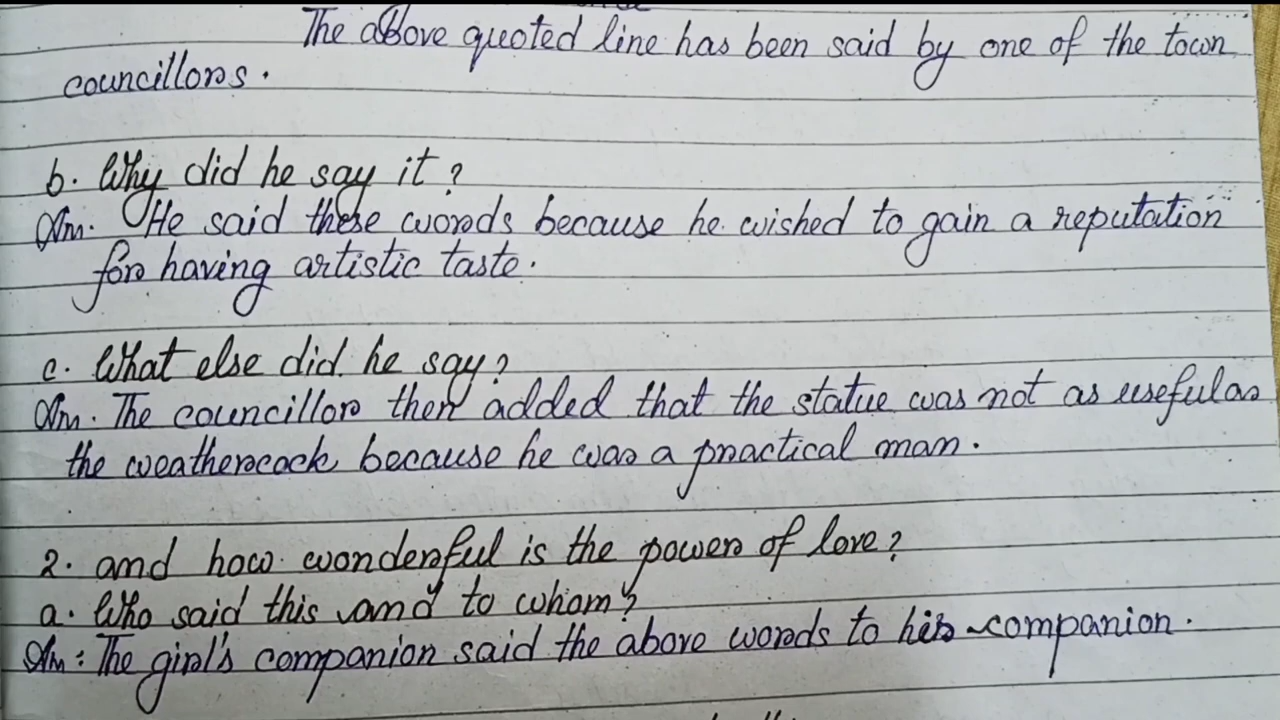 The above quoted line has been said by one of the town
councillors.
b. Why did he say it?
Ans. He said these words because he wished to gain a reputation
for having artistic taste.
c. What else did he say?
Ans. The councillor then added that the statue was not as useful as
the weathercock because he was a practical man.
2. and how wonderful is the power of love?
a. Who said this and to whom?
Ans: The girl's companion said the above words to his companion.